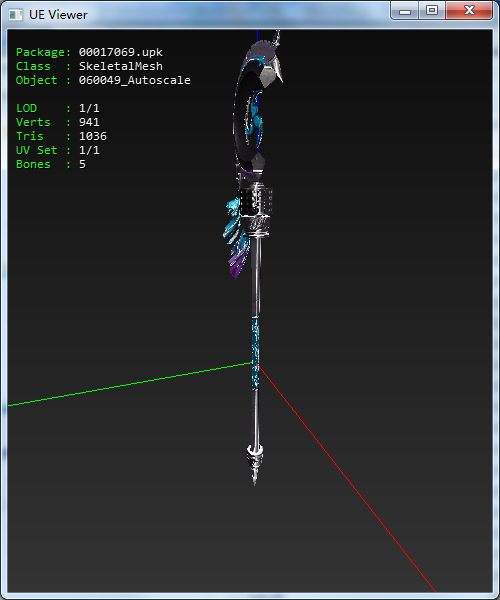 UE Viewer
Package: 00017069.upk
Class : SkeletalMesh
Object : 060049_Autoscale
LOD : 1/1
Verts : 941
Tris : 1036
UV Set : 1/1
Bones : 5